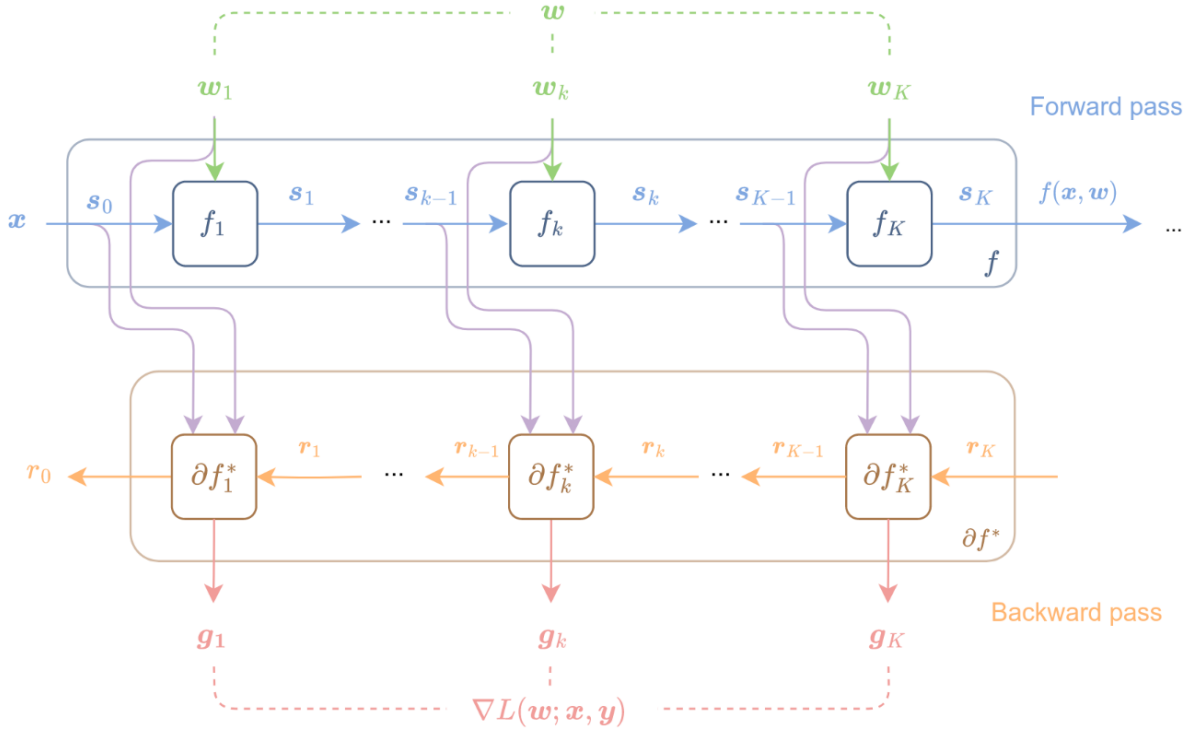 w
w_1 w_k w_K
Forward pass
x s_0 f_1 s_1 ... s_{k-1} f_k s_k ... s_{K-1} f_K s_K f(x, w) ...
f
r_0 ∂f_1^* r_1 ... r_{k-1} ∂f_k^* r_k ... r_{K-1} ∂f_K^* r_K
∂f^*
Backward pass
g_1 g_k g_K
∇L(w; x, y)